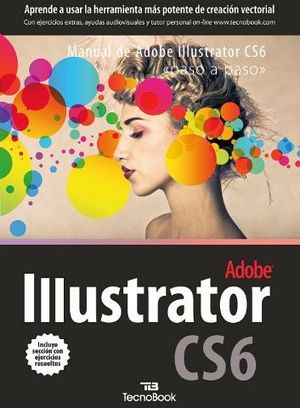 Aprende a usar la herramienta más potente de creación vectorial
Con ejercicios extras, ayudas audiovisuales y tutor personal on-line www.tecnobook.com
Manual de Adobe Illustrator CS6
«paso a paso»
Adobe®
Illustrator
CS6
Incluye
sección con
ejercicios
resueltos
TB
TecnoBook